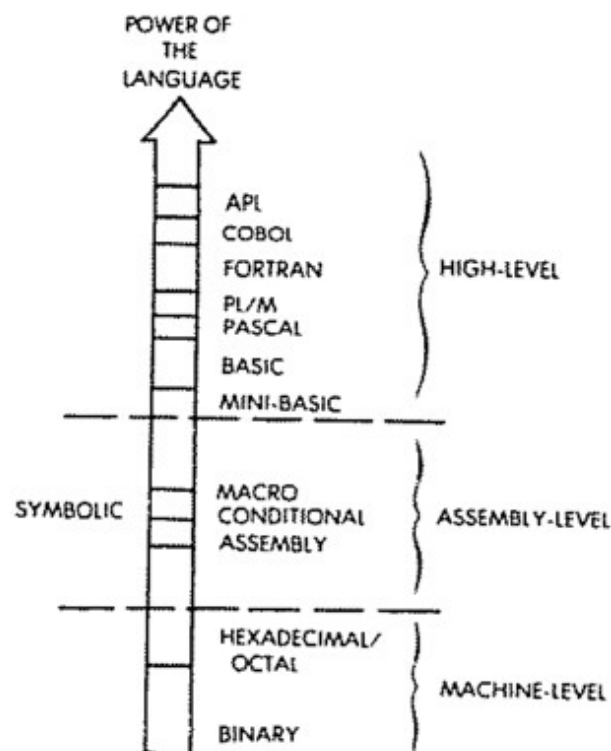 POWER OF
THE
LANGUAGE
APL
COBOL
FORTRAN
HIGH-LEVEL
PL/M
PASCAL
BASIC
MINI-BASIC
SYMBOLIC
MACRO
CONDITIONAL
ASSEMBLY
ASSEMBLY-LEVEL
HEXADECIMAL/
OCTAL
MACHINE-LEVEL
BINARY